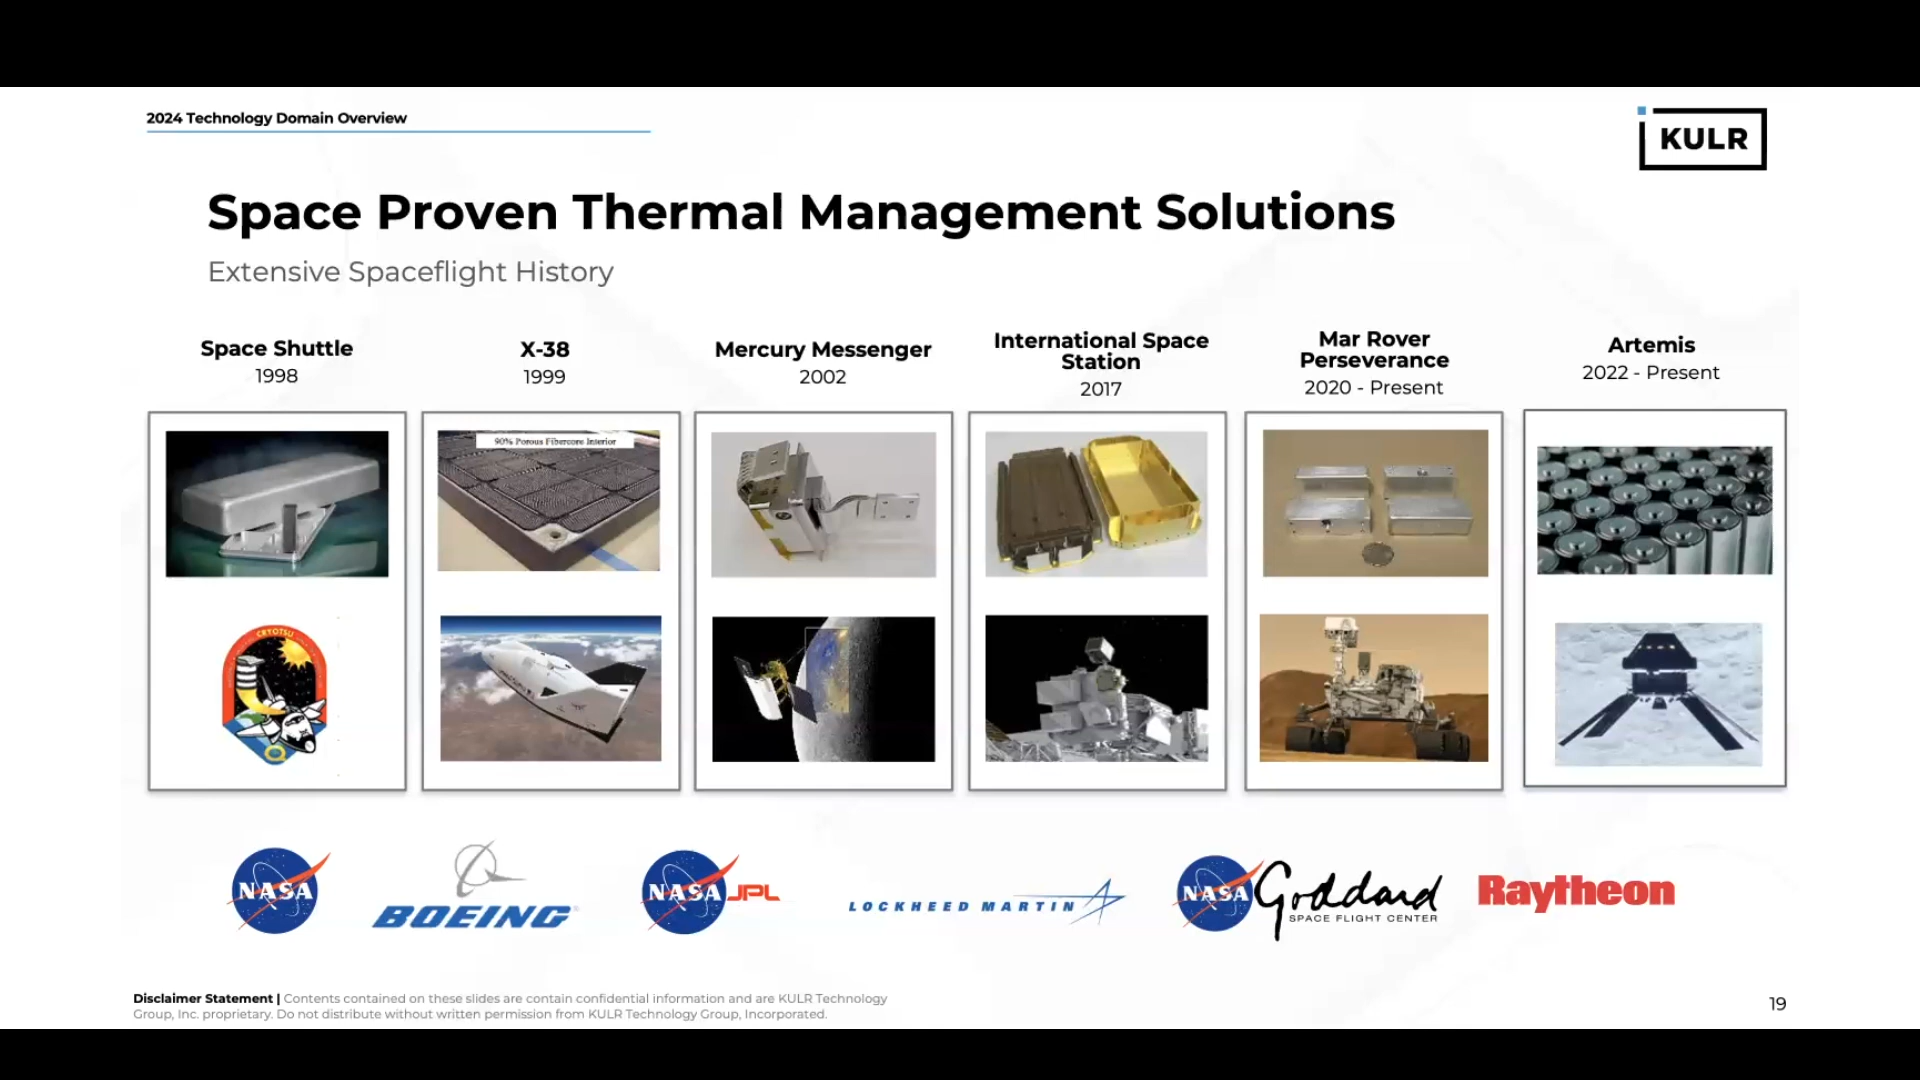 2024 Technology Domain Overview
KULR
Space Proven Thermal Management Solutions
Extensive Spaceflight History
Space Shuttle
1998
X-38
1999
Mercury Messenger
2002
International Space
Station
2017
Mar Rover
Perseverance
2020 - Present
Artemis
2022 - Present
90% Porous Fibercore Interior
CRYOTSU
NASA
BOEING
NASA JPL
LOCKHEED MARTIN
NASA Goddard
SPACE FLIGHT CENTER
Raytheon
Disclaimer Statement | Contents contained on these slides are contain confidential information and are KULR Technology
Group, Inc. proprietary. Do not distribute without written permission from KULR Technology Group, Incorporated.
19